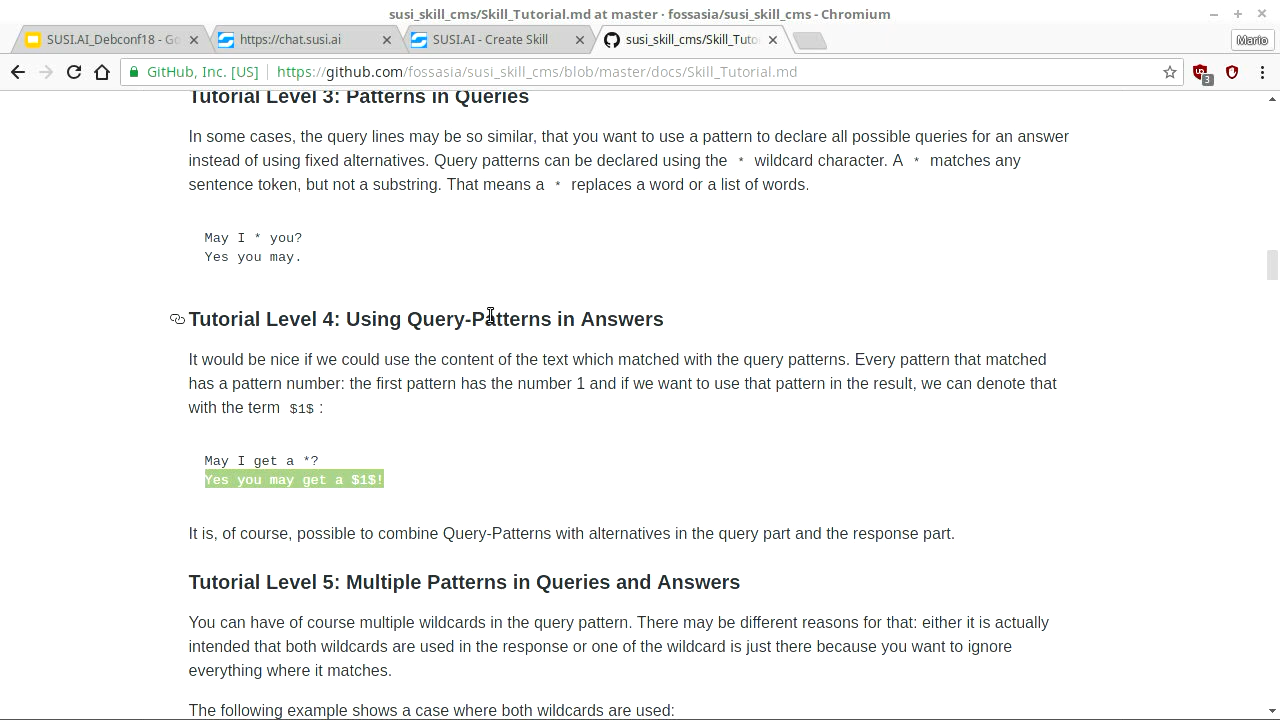 susi_skill_cms/Skill_Tutorial.md at master · fossasia/susi_skill_cms - Chromium
SUSI.AI_Debconf18 - Go
https://chat.susi.ai
SUSI.AI - Create Skill
susi_skill_cms/Skill_Tuto
Mario
GitHub, Inc. [US]
https://github.com/fossasia/susi_skill_cms/blob/master/docs/Skill_Tutorial.md
3
Tutorial Level 3: Patterns in Queries
In some cases, the query lines may be so similar, that you want to use a pattern to declare all possible queries for an answer
instead of using fixed alternatives. Query patterns can be declared using the * wildcard character. A * matches any
sentence token, but not a substring. That means a * replaces a word or a list of words.
May I * you?
Yes you may.
Tutorial Level 4: Using Query-Patterns in Answers
It would be nice if we could use the content of the text which matched with the query patterns. Every pattern that matched
has a pattern number: the first pattern has the number 1 and if we want to use that pattern in the result, we can denote that
with the term $1$ :
May I get a *?
Yes you may get a $1$!
It is, of course, possible to combine Query-Patterns with alternatives in the query part and the response part.
Tutorial Level 5: Multiple Patterns in Queries and Answers
You can have of course multiple wildcards in the query pattern. There may be different reasons for that: either it is actually
intended that both wildcards are used in the response or one of the wildcard is just there because you want to ignore
everything where it matches.
The following example shows a case where both wildcards are used: